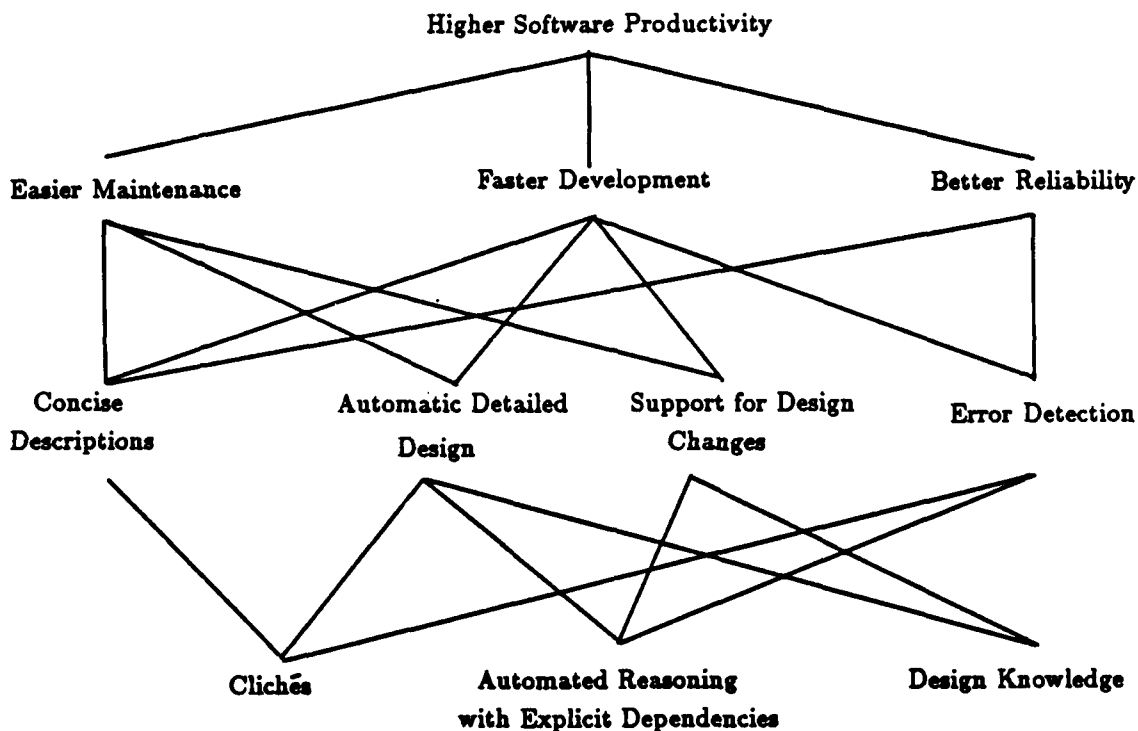 Higher Software Productivity
Easier Maintenance
Faster Development
Better Reliability
Concise
Descriptions
Automatic Detailed
Design
Support for Design
Changes
Error Detection
Clichés
Automated Reasoning
with Explicit Dependencies
Design Knowledge